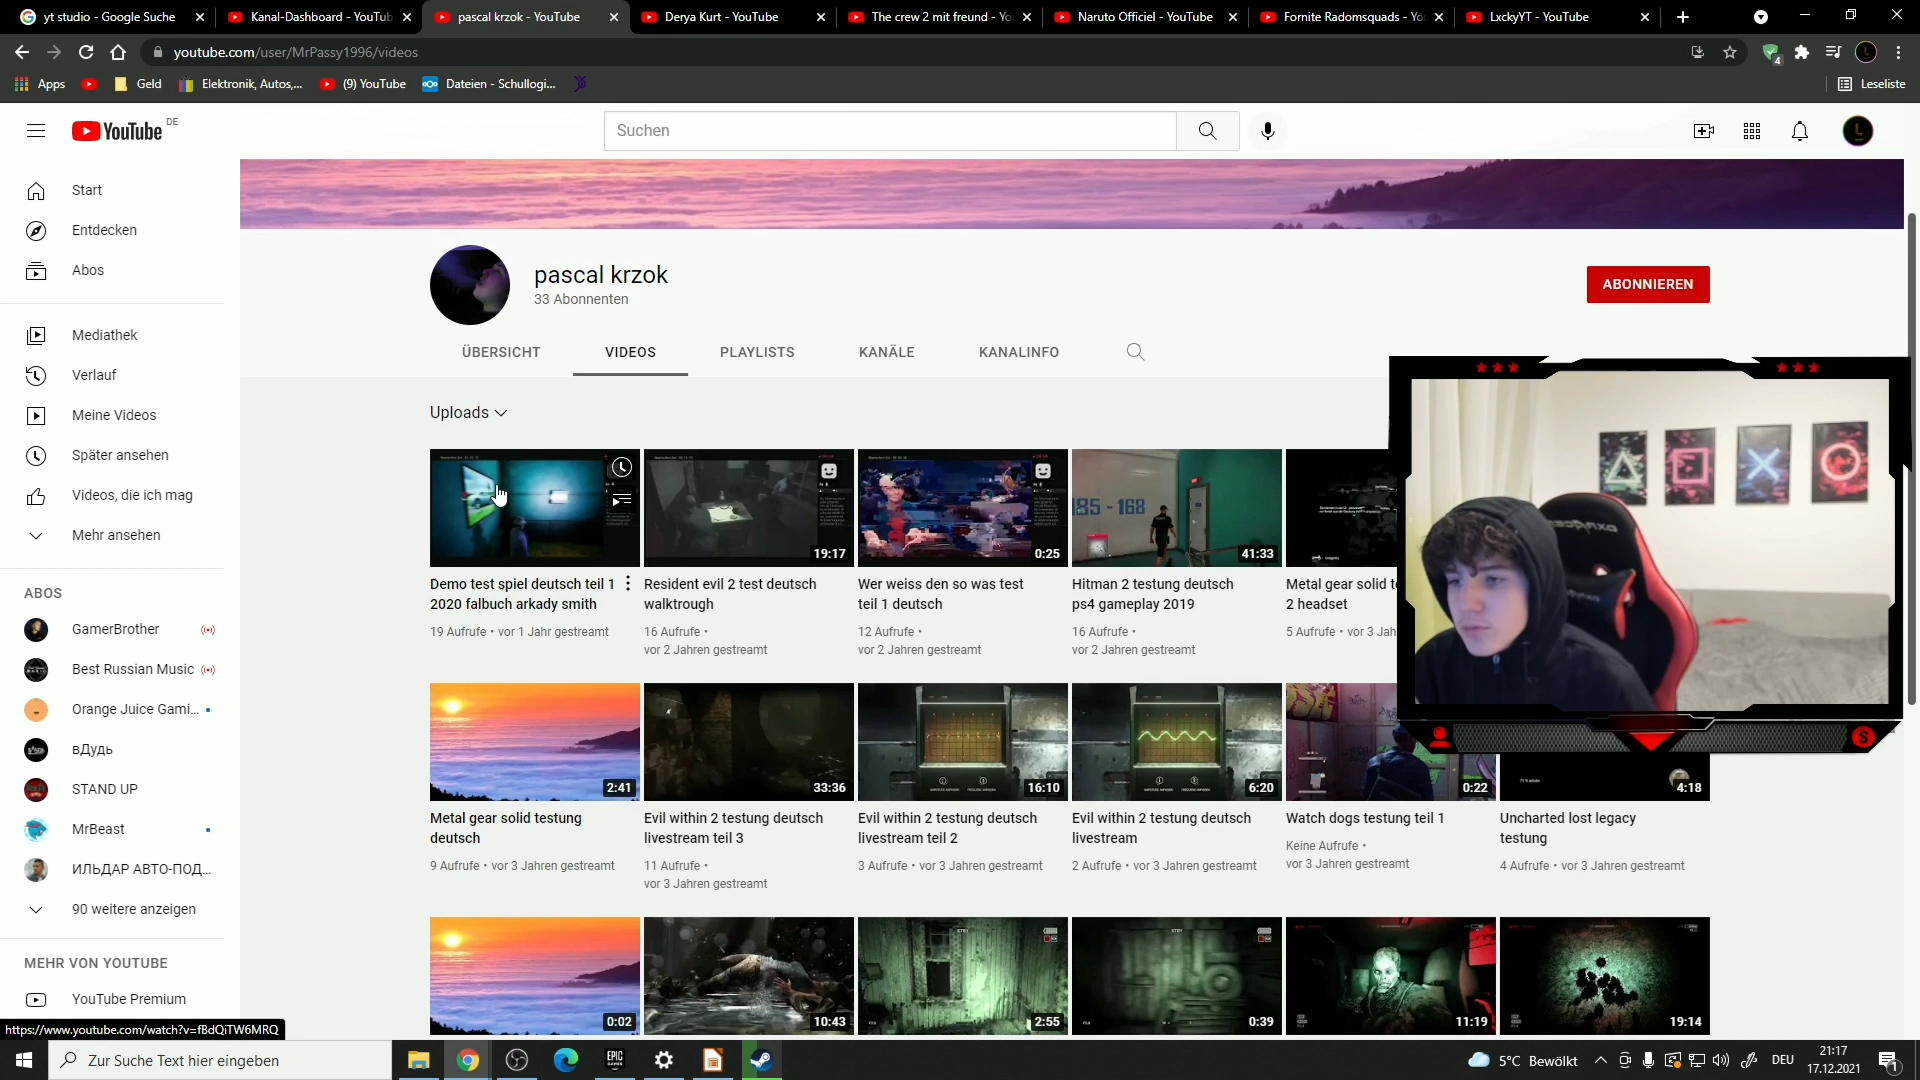 yt studio - Google Suche
Kanal-Dashboard - YouTub
pascal krzok - YouTube
Derya Kurt - YouTube
The crew 2 mit freund - Yo
Naruto Officiel - YouTube
Fornite Radomsquads - Yo
LxckyYT - YouTube
youtube.com/user/MrPassy1996/videos
4
Apps
Geld
Elektronik, Autos,...
(9) YouTube
Dateien - Schullogi...
Leseliste
YouTube DE
Suchen
Start
Entdecken
Abos
Mediathek
Verlauf
Meine Videos
Später ansehen
Videos, die ich mag
Mehr ansehen
ABOS
GamerBrother
Best Russian Music
Orange Juice Gami...
вДудь
STAND UP
MrBeast
ИЛЬДАР АВТО-ПОД...
90 weitere anzeigen
MEHR VON YOUTUBE
YouTube Premium
https://www.youtube.com/watch?v=fBdQiTW6MRQ
pascal krzok
33 Abonnenten
ABONNIEREN
ÜBERSICHT
VIDEOS
PLAYLISTS
KANÄLE
KANALINFO
Uploads
Demo test spiel deutsch teil 1
2020 falbuch arkady smith
19 Aufrufe • vor 1 Jahr gestreamt
19:17
Resident evil 2 test deutsch
walktrough
16 Aufrufe •
vor 2 Jahren gestreamt
0:25
Wer weiss den so was test
teil 1 deutsch
12 Aufrufe •
vor 2 Jahren gestreamt
185 - 168
41:33
Hitman 2 testung deutsch
ps4 gameplay 2019
16 Aufrufe •
vor 2 Jahren gestreamt
Metal gear solid te
2 headset
5 Aufrufe • vor 3 Jah
2:41
Metal gear solid testung
deutsch
9 Aufrufe • vor 3 Jahren gestreamt
33:36
Evil within 2 testung deutsch
livestream teil 3
11 Aufrufe •
vor 3 Jahren gestreamt
16:10
Evil within 2 testung deutsch
livestream teil 2
3 Aufrufe • vor 3 Jahren gestreamt
6:20
Evil within 2 testung deutsch
livestream
2 Aufrufe • vor 3 Jahren gestreamt
0:22
Watch dogs testung teil 1
Keine Aufrufe •
vor 3 Jahren gestreamt
4:18
Uncharted lost legacy
testung
4 Aufrufe • vor 3 Jahren gestreamt
0:02
10:43
2:55
0:39
11:19
19:14
Zur Suche Text hier eingeben
EPIC
GAMES
5°C Bewölkt
DEU
21:17
17.12.2021
1